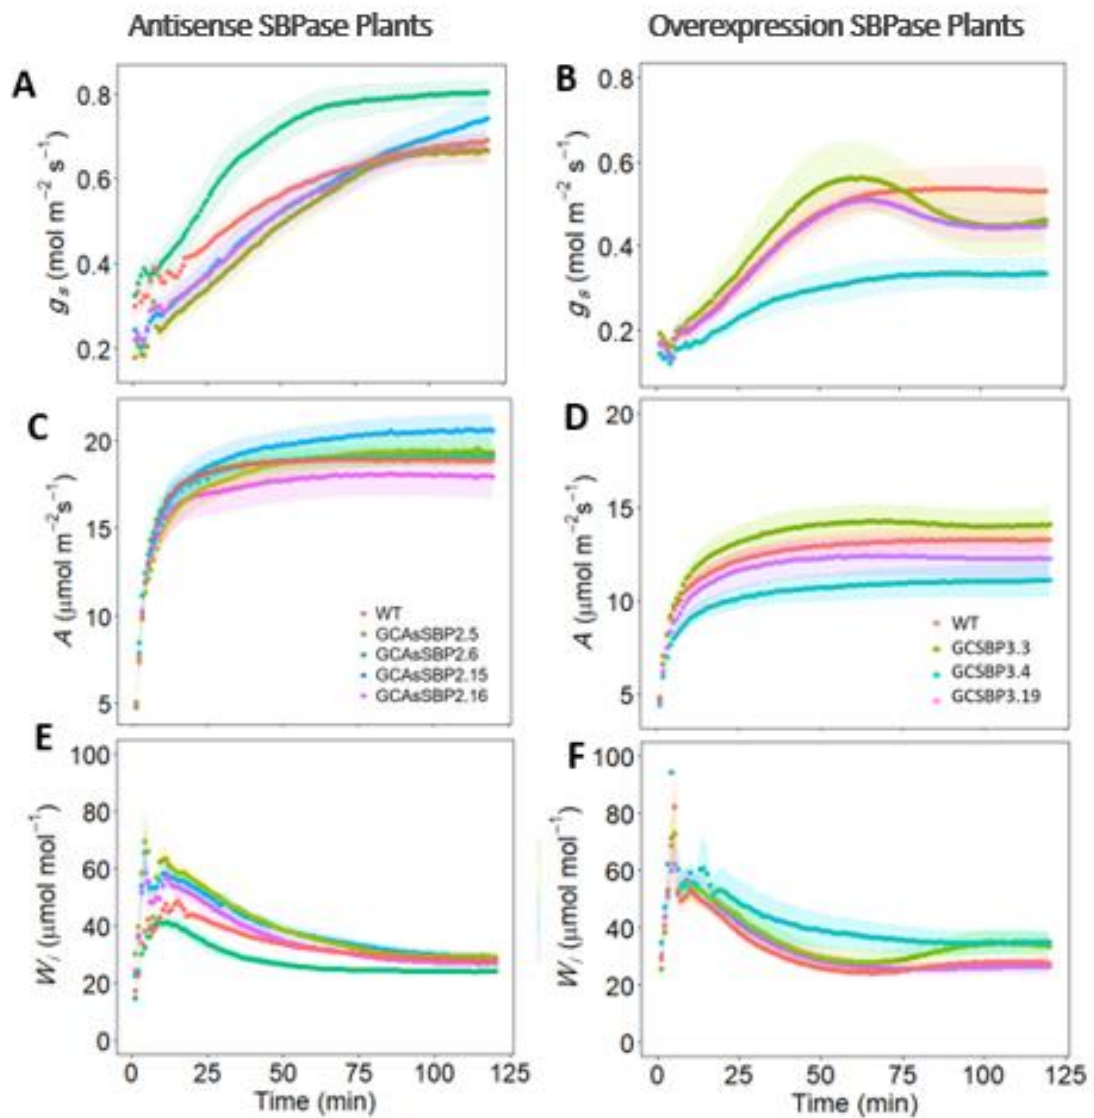 Antisense SBPase Plants
Overexpression SBPase Plants
A
gs (mol m−2 s−1)
0.8
0.6
0.4
0.2
B
gs (mol m−2 s−1)
0.8
0.6
0.4
0.2
C
A (μmol m−2s−1)
20
15
10
5
WT
GCAsSBP2.5
GCAsSBP2.6
GCAsSBP2.15
GCAsSBP2.16
D
A (μmol m−2s−1)
20
15
10
5
WT
GCSBP3.3
GCSBP3.4
GCSBP3.19
E
Wi (μmol mol−1)
100
80
60
40
20
0
0 25 50 75 100 125
Time (min)
F
Wi (μmol mol−1)
100
80
60
40
20
0
0 25 50 75 100 125
Time (min)